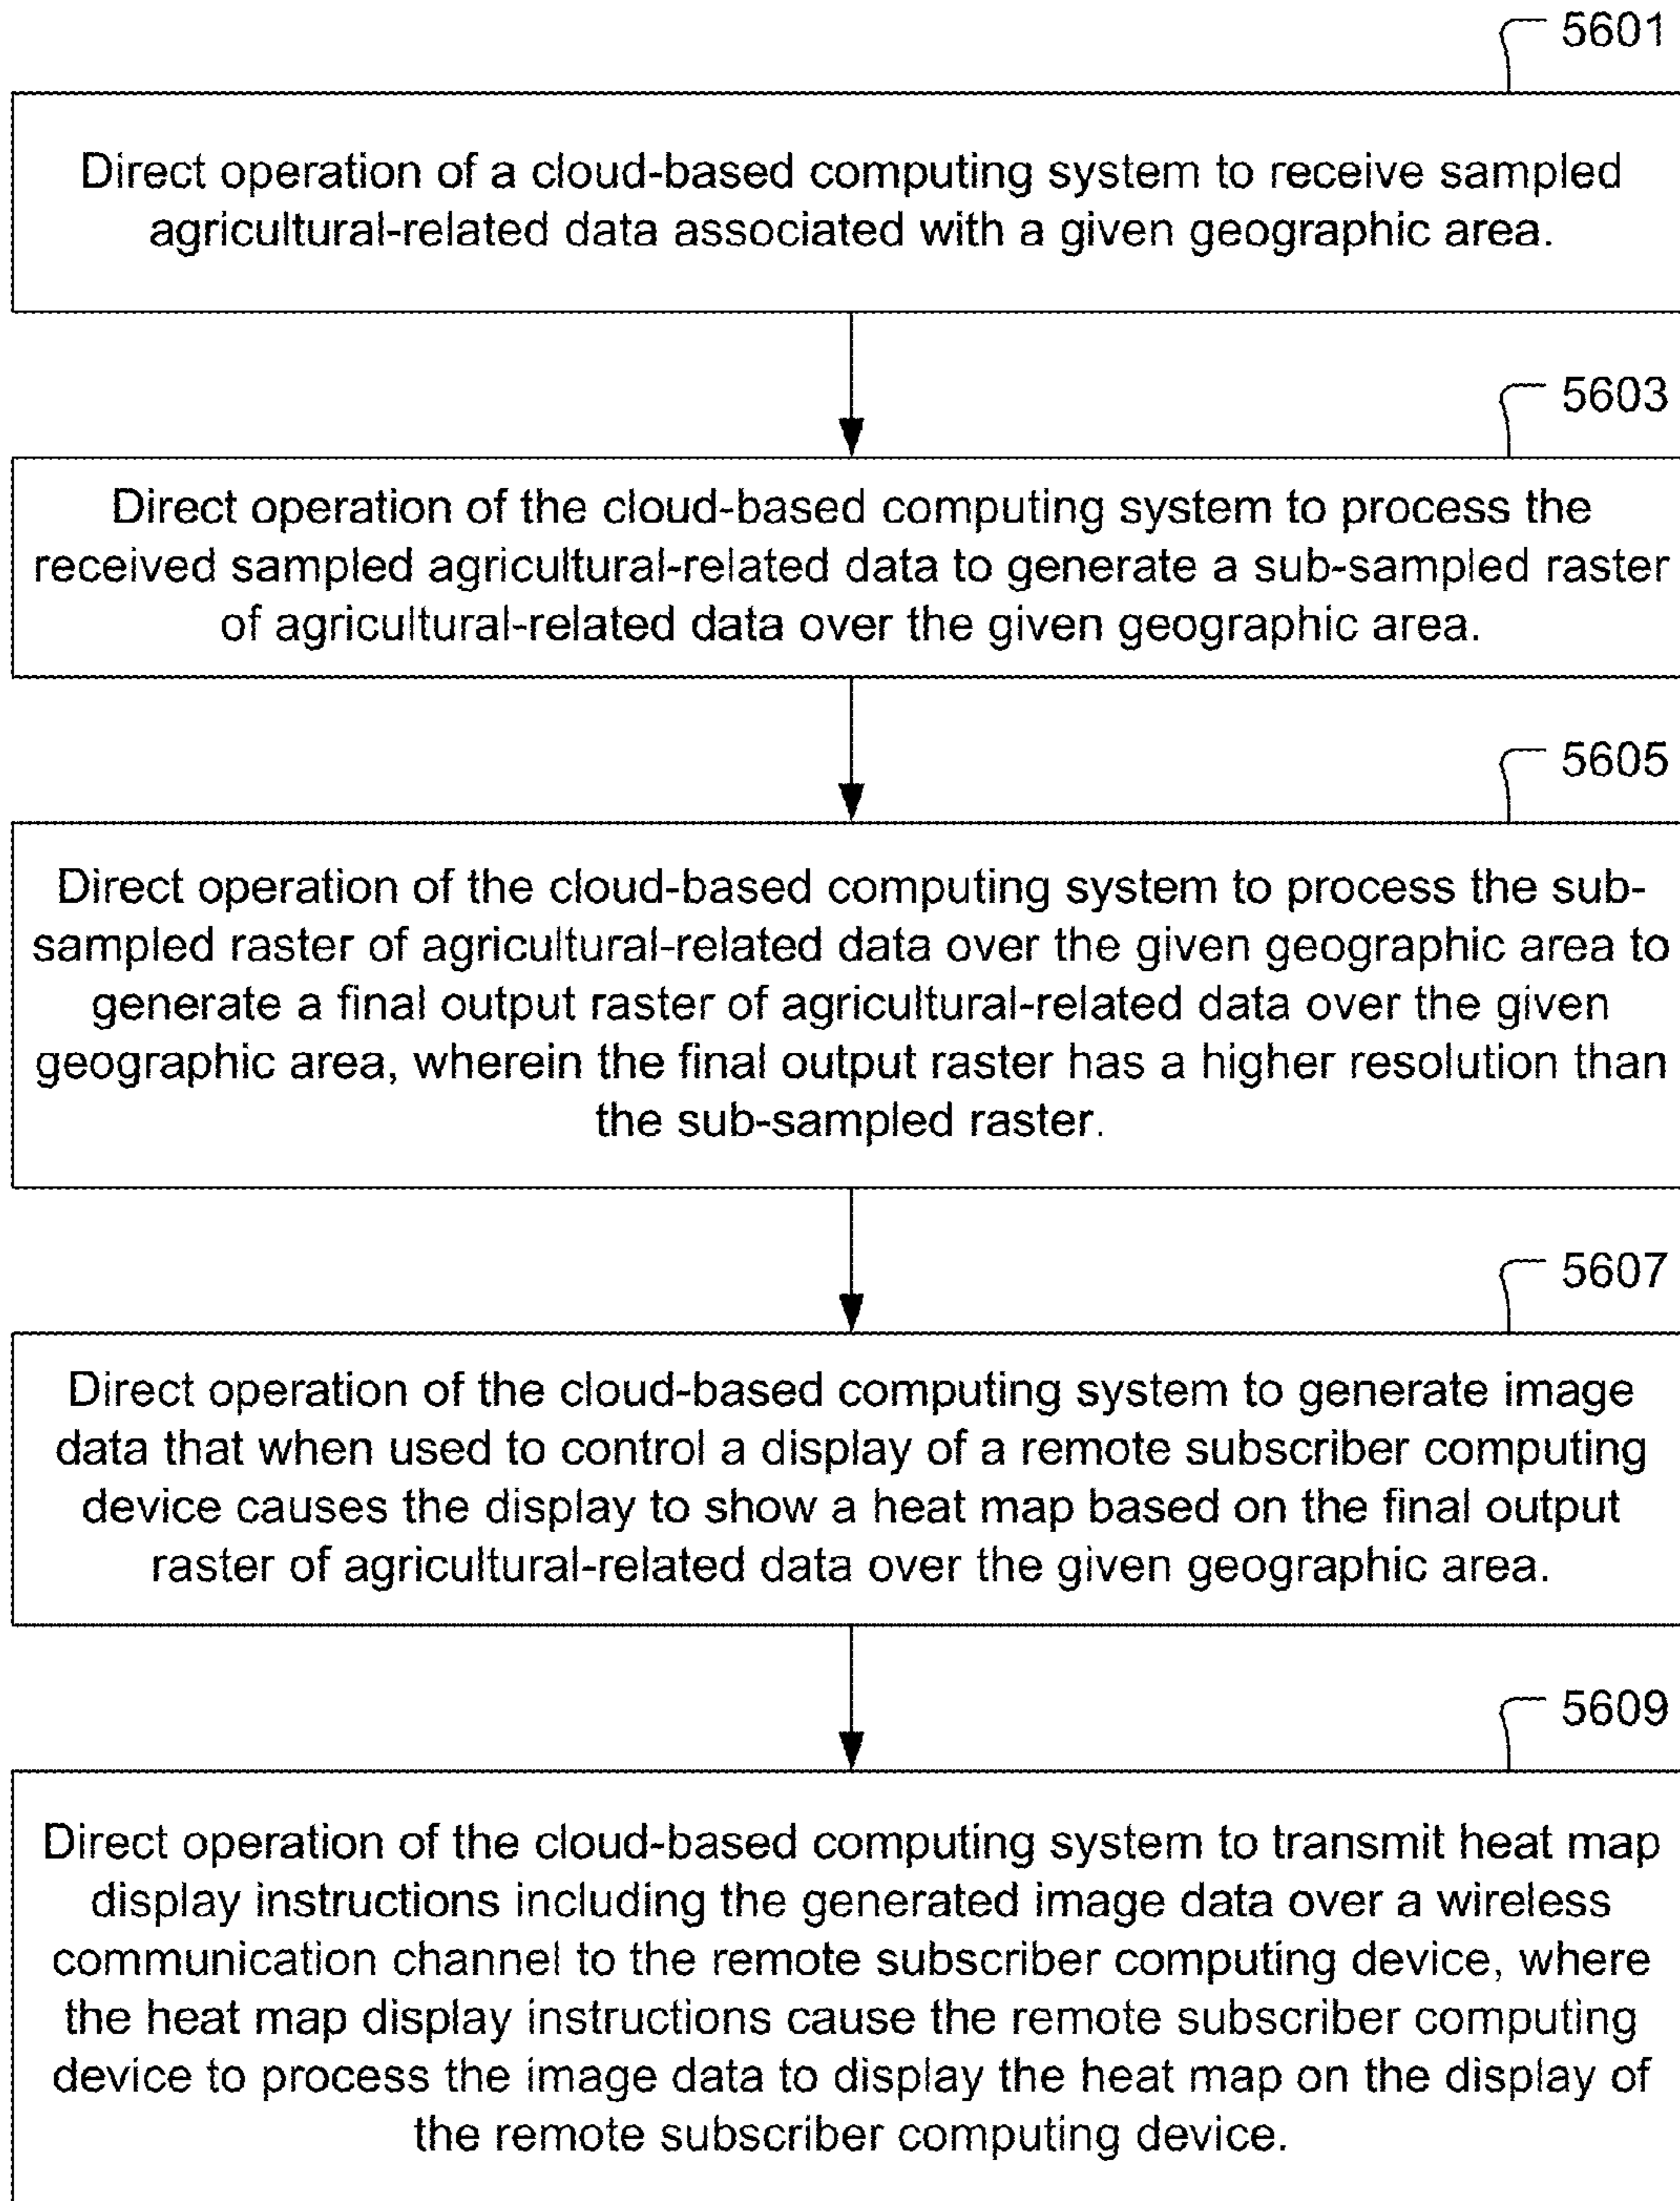 5601
Direct operation of a cloud-based computing system to receive sampled
agricultural-related data associated with a given geographic area.
5603
Direct operation of the cloud-based computing system to process the
received sampled agricultural-related data to generate a sub-sampled raster
of agricultural-related data over the given geographic area.
5605
Direct operation of the cloud-based computing system to process the sub-
sampled raster of agricultural-related data over the given geographic area to
generate a final output raster of agricultural-related data over the given
geographic area, wherein the final output raster has a higher resolution than
the sub-sampled raster.
5607
Direct operation of the cloud-based computing system to generate image
data that when used to control a display of a remote subscriber computing
device causes the display to show a heat map based on the final output
raster of agricultural-related data over the given geographic area.
5609
Direct operation of the cloud-based computing system to transmit heat map
display instructions including the generated image data over a wireless
communication channel to the remote subscriber computing device, where
the heat map display instructions cause the remote subscriber computing
device to process the image data to display the heat map on the display of
the remote subscriber computing device.